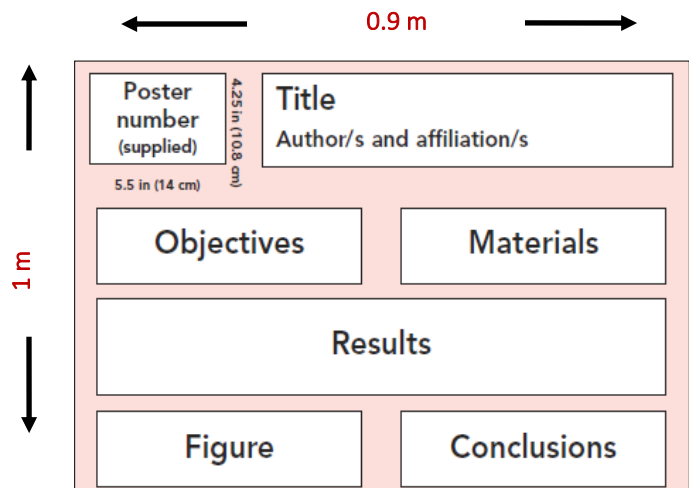 0.9 m
1 m
Poster
number
(supplied)
4.25 in (10.8 cm)
5.5 in (14 cm)
Title
Author/s and affiliation/s
Objectives
Materials
Results
Figure
Conclusions